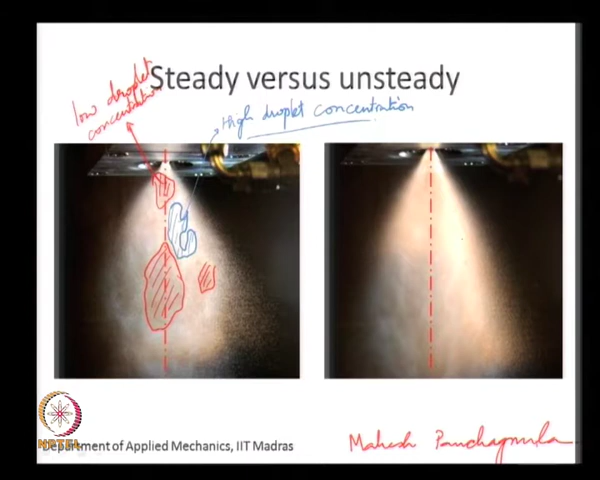 Steady versus unsteady
low droplet
concentration
High droplet concentration
NPTEL
Department of Applied Mechanics, IIT Madras
Mahesh Panchagnula